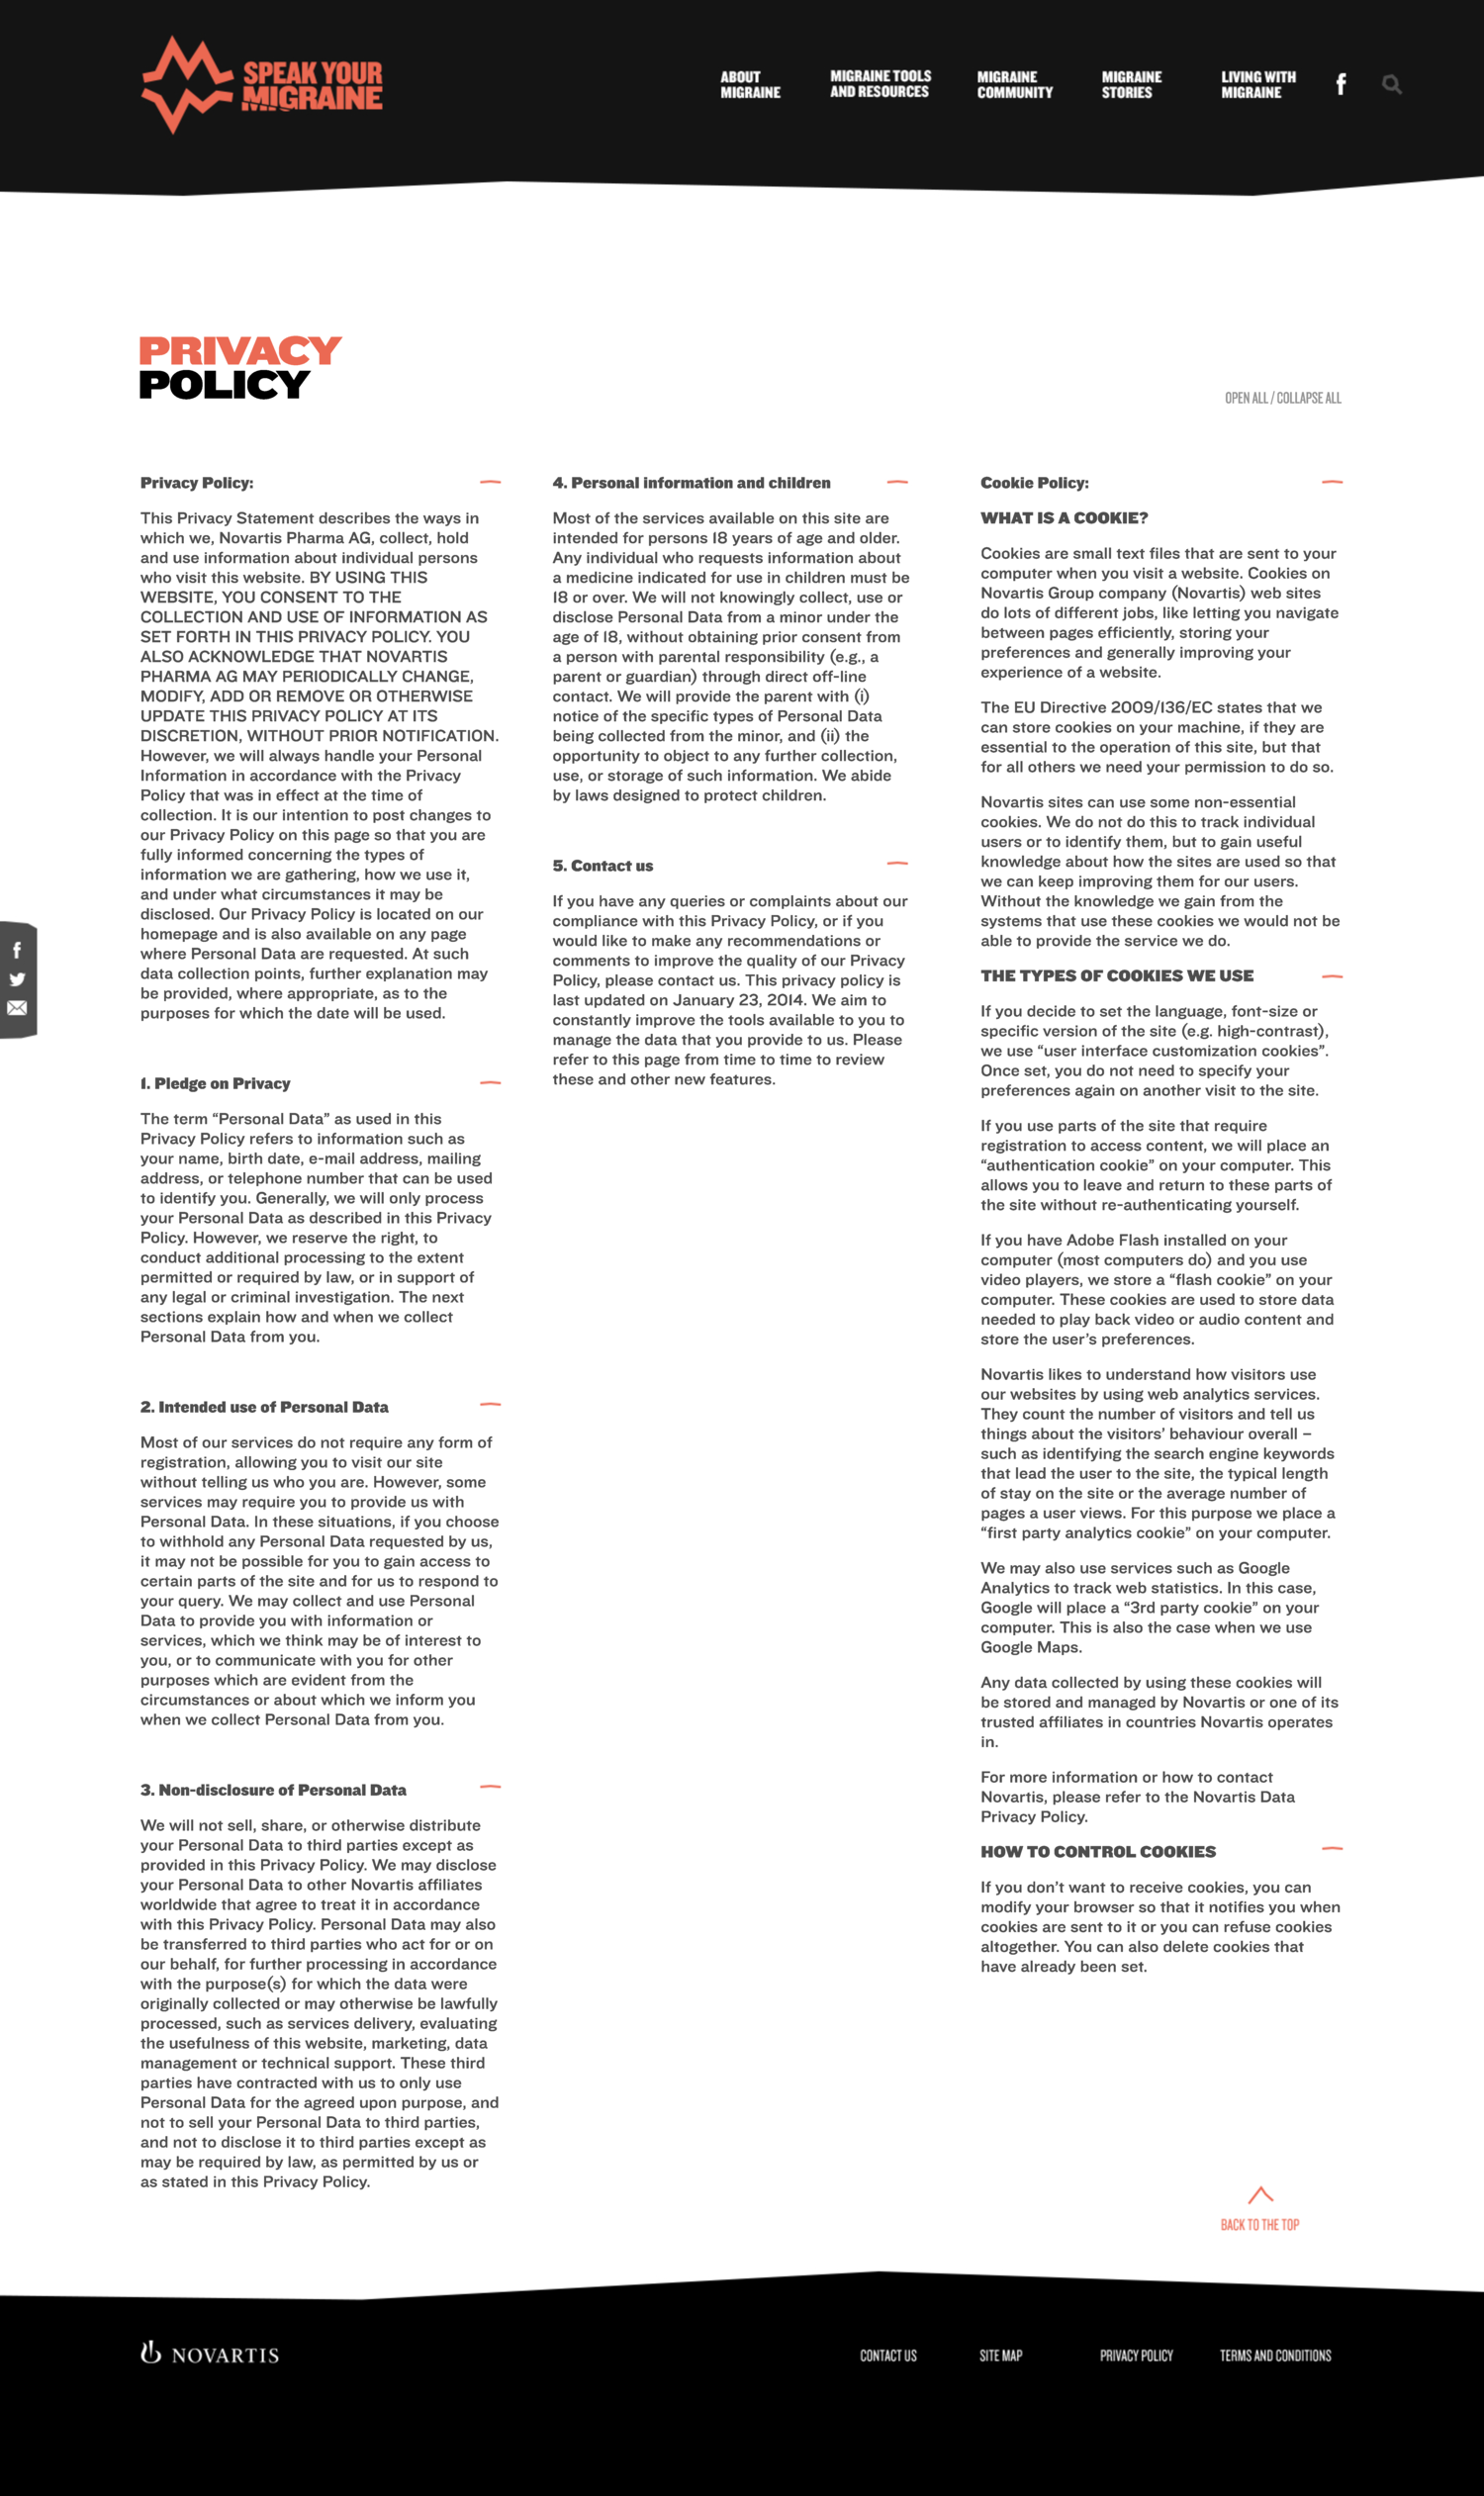 SPEAK YOUR
MIGRAINE
ABOUT
MIGRAINE
MIGRAINE TOOLS
AND RESOURCES
MIGRAINE
COMMUNITY
MIGRAINE
STORIES
LIVING WITH
MIGRAINE
PRIVACY
POLICY
OPEN ALL / COLLAPSE ALL
Privacy Policy:
This Privacy Statement describes the ways in
which we, Novartis Pharma AG, collect, hold
and use information about individual persons
who visit this website. BY USING THIS
WEBSITE, YOU CONSENT TO THE
COLLECTION AND USE OF INFORMATION AS
SET FORTH IN THIS PRIVACY POLICY. YOU
ALSO ACKNOWLEDGE THAT NOVARTIS
PHARMA AG MAY PERIODICALLY CHANGE,
MODIFY, ADD OR REMOVE OR OTHERWISE
UPDATE THIS PRIVACY POLICY AT ITS
DISCRETION, WITHOUT PRIOR NOTIFICATION.
However, we will always handle your Personal
Information in accordance with the Privacy
Policy that was in effect at the time of
collection. It is our intention to post changes to
our Privacy Policy on this page so that you are
fully informed concerning the types of
information we are gathering, how we use it,
and under what circumstances it may be
disclosed. Our Privacy Policy is located on our
homepage and is also available on any page
where Personal Data are requested. At such
data collection points, further explanation may
be provided, where appropriate, as to the
purposes for which the date will be used.
1. Pledge on Privacy
The term “Personal Data” as used in this
Privacy Policy refers to information such as
your name, birth date, e-mail address, mailing
address, or telephone number that can be used
to identify you. Generally, we will only process
your Personal Data as described in this Privacy
Policy. However, we reserve the right, to
conduct additional processing to the extent
permitted or required by law, or in support of
any legal or criminal investigation. The next
sections explain how and when we collect
Personal Data from you.
2. Intended use of Personal Data
Most of our services do not require any form of
registration, allowing you to visit our site
without telling us who you are. However, some
services may require you to provide us with
Personal Data. In these situations, if you choose
to withhold any Personal Data requested by us,
it may not be possible for you to gain access to
certain parts of the site and for us to respond to
your query. We may collect and use Personal
Data to provide you with information or
services, which we think may be of interest to
you, or to communicate with you for other
purposes which are evident from the
circumstances or about which we inform you
when we collect Personal Data from you.
3. Non-disclosure of Personal Data
We will not sell, share, or otherwise distribute
your Personal Data to third parties except as
provided in this Privacy Policy. We may disclose
your Personal Data to other Novartis affiliates
worldwide that agree to treat it in accordance
with this Privacy Policy. Personal Data may also
be transferred to third parties who act for or on
our behalf, for further processing in accordance
with the purpose(s) for which the data were
originally collected or may otherwise be lawfully
processed, such as services delivery, evaluating
the usefulness of this website, marketing, data
management or technical support. These third
parties have contracted with us to only use
Personal Data for the agreed upon purpose, and
not to sell your Personal Data to third parties,
and not to disclose it to third parties except as
may be required by law, as permitted by us or
as stated in this Privacy Policy.
4. Personal information and children
Most of the services available on this site are
intended for persons 18 years of age and older.
Any individual who requests information about
a medicine indicated for use in children must be
18 or over. We will not knowingly collect, use or
disclose Personal Data from a minor under the
age of 18, without obtaining prior consent from
a person with parental responsibility (e.g., a
parent or guardian) through direct off-line
contact. We will provide the parent with (i)
notice of the specific types of Personal Data
being collected from the minor, and (ii) the
opportunity to object to any further collection,
use, or storage of such information. We abide
by laws designed to protect children.
5. Contact us
If you have any queries or complaints about our
compliance with this Privacy Policy, or if you
would like to make any recommendations or
comments to improve the quality of our Privacy
Policy, please contact us. This privacy policy is
last updated on January 23, 2014. We aim to
constantly improve the tools available to you to
manage the data that you provide to us. Please
refer to this page from time to time to review
these and other new features.
Cookie Policy:
WHAT IS A COOKIE?
Cookies are small text files that are sent to your
computer when you visit a website. Cookies on
Novartis Group company (Novartis) web sites
do lots of different jobs, like letting you navigate
between pages efficiently, storing your
preferences and generally improving your
experience of a website.
The EU Directive 2009/136/EC states that we
can store cookies on your machine, if they are
essential to the operation of this site, but that
for all others we need your permission to do so.
Novartis sites can use some non-essential
cookies. We do not do this to track individual
users or to identify them, but to gain useful
knowledge about how the sites are used so that
we can keep improving them for our users.
Without the knowledge we gain from the
systems that use these cookies we would not be
able to provide the service we do.
THE TYPES OF COOKIES WE USE
If you decide to set the language, font-size or
specific version of the site (e.g. high-contrast),
we use “user interface customization cookies”.
Once set, you do not need to specify your
preferences again on another visit to the site.
If you use parts of the site that require
registration to access content, we will place an
“authentication cookie” on your computer. This
allows you to leave and return to these parts of
the site without re-authenticating yourself.
If you have Adobe Flash installed on your
computer (most computers do) and you use
video players, we store a “flash cookie” on your
computer. These cookies are used to store data
needed to play back video or audio content and
store the user’s preferences.
Novartis likes to understand how visitors use
our websites by using web analytics services.
They count the number of visitors and tell us
things about the visitors’ behaviour overall –
such as identifying the search engine keywords
that lead the user to the site, the typical length
of stay on the site or the average number of
pages a user views. For this purpose we place a
“first party analytics cookie” on your computer.
We may also use services such as Google
Analytics to track web statistics. In this case,
Google will place a “3rd party cookie” on your
computer. This is also the case when we use
Google Maps.
Any data collected by using these cookies will
be stored and managed by Novartis or one of its
trusted affiliates in countries Novartis operates
in.
For more information or how to contact
Novartis, please refer to the Novartis Data
Privacy Policy.
HOW TO CONTROL COOKIES
If you don’t want to receive cookies, you can
modify your browser so that it notifies you when
cookies are sent to it or you can refuse cookies
altogether. You can also delete cookies that
have already been set.
BACK TO THE TOP
NOVARTIS
CONTACT US
SITE MAP
PRIVACY POLICY
TERMS AND CONDITIONS